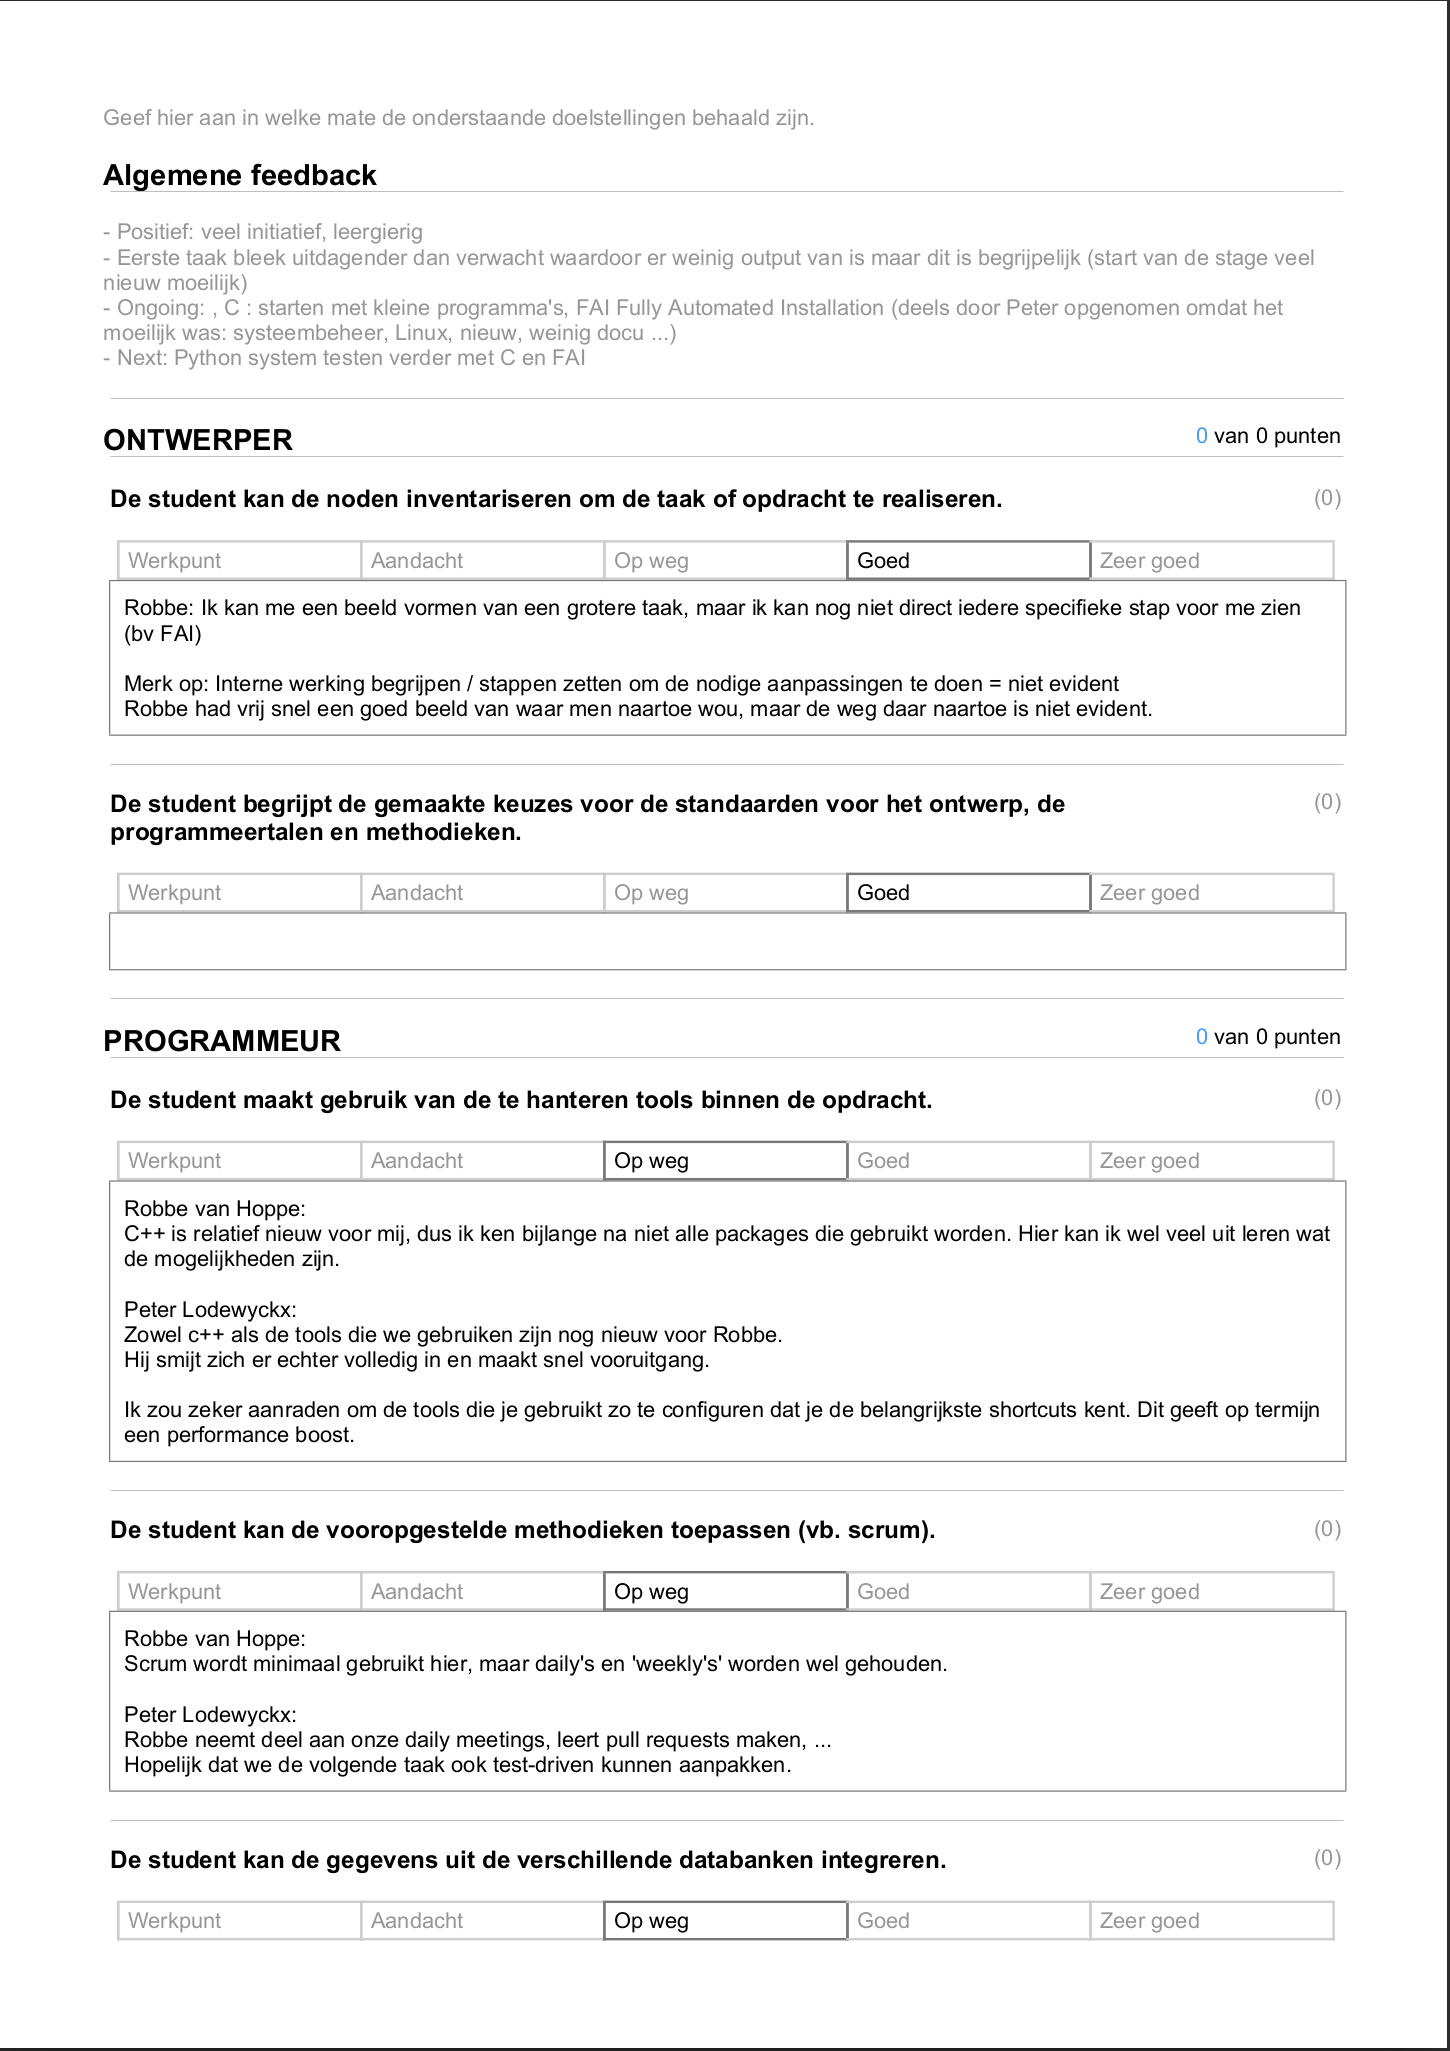 Geef hier aan in welke mate de onderstaande doelstellingen behaald zijn.
Algemene feedback
- Positief: veel initiatief, leergierig
- Eerste taak bleek uitdagender dan verwacht waardoor er weinig output van is maar dit is begrijpelijk (start van de stage veel
nieuw moeilijk)
- Ongoing: , C : starten met kleine programma's, FAI Fully Automated Installation (deels door Peter opgenomen omdat het
moeilijk was: systeembeheer, Linux, nieuw, weinig docu ...)
- Next: Python system testen verder met C en FAI
ONTWERPER 0 van 0 punten
De student kan de noden inventariseren om de taak of opdracht te realiseren. (0)
Werkpunt Aandacht Op weg Goed Zeer goed
Robbe: Ik kan me een beeld vormen van een grotere taak, maar ik kan nog niet direct iedere specifieke stap voor me zien
(bv FAI)
Merk op: Interne werking begrijpen / stappen zetten om de nodige aanpassingen te doen = niet evident
Robbe had vrij snel een goed beeld van waar men naartoe wou, maar de weg daar naartoe is niet evident.
De student begrijpt de gemaakte keuzes voor de standaarden voor het ontwerp, de (0)
programmeertalen en methodieken.
Werkpunt Aandacht Op weg Goed Zeer goed
PROGRAMMEUR 0 van 0 punten
De student maakt gebruik van de te hanteren tools binnen de opdracht. (0)
Werkpunt Aandacht Op weg Goed Zeer goed
Robbe van Hoppe:
C++ is relatief nieuw voor mij, dus ik ken bijlange na niet alle packages die gebruikt worden. Hier kan ik wel veel uit leren wat
de mogelijkheden zijn.
Peter Lodewyckx:
Zowel c++ als de tools die we gebruiken zijn nog nieuw voor Robbe.
Hij smijt zich er echter volledig in en maakt snel vooruitgang.
Ik zou zeker aanraden om de tools die je gebruikt zo te configuren dat je de belangrijkste shortcuts kent. Dit geeft op termijn
een performance boost.
De student kan de vooropgestelde methodieken toepassen (vb. scrum). (0)
Werkpunt Aandacht Op weg Goed Zeer goed
Robbe van Hoppe:
Scrum wordt minimaal gebruikt hier, maar daily's en 'weekly's' worden wel gehouden.
Peter Lodewyckx:
Robbe neemt deel aan onze daily meetings, leert pull requests maken, ...
Hopelijk dat we de volgende taak ook test-driven kunnen aanpakken.
De student kan de gegevens uit de verschillende databanken integreren. (0)
Werkpunt Aandacht Op weg Goed Zeer goed